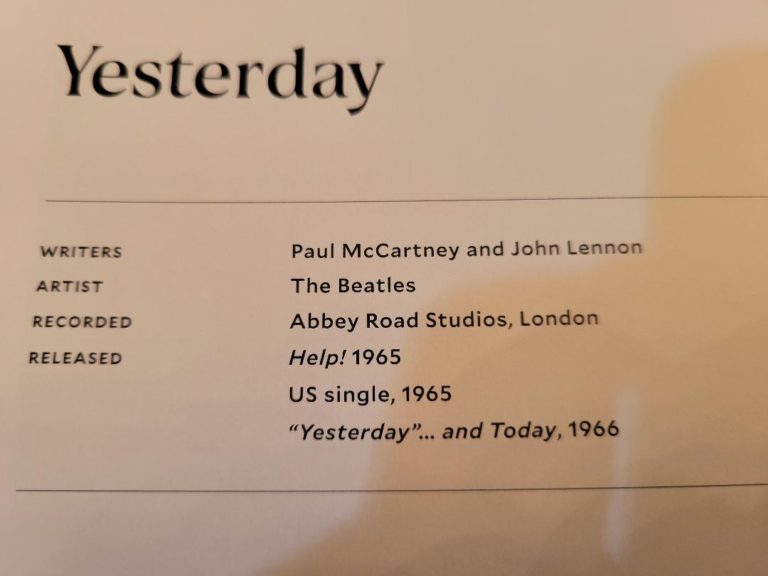 Yesterday
WRITERS Paul McCartney and John Lennon
ARTIST The Beatles
RECORDED Abbey Road Studios, London
RELEASED Help! 1965
US single, 1965
“Yesterday”... and Today, 1966